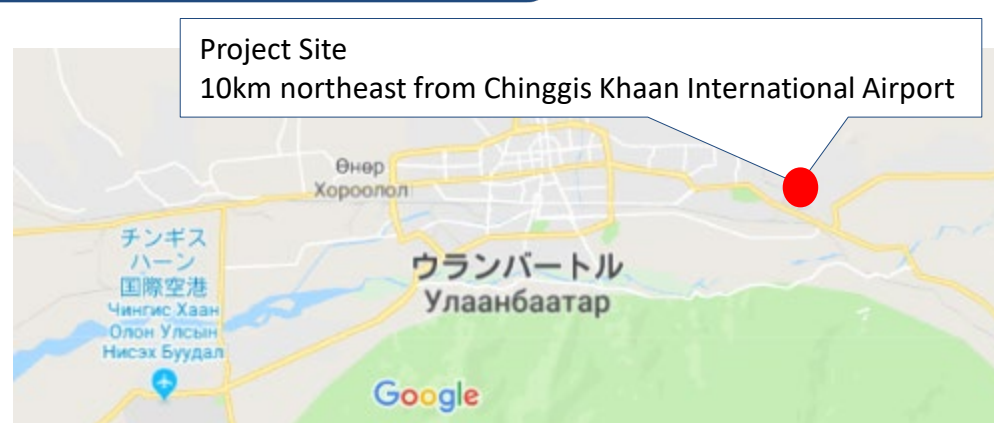 Project Site
10km northeast from Chinggis Khaan International Airport
Өнөр
Хороолол
チンギス
ハーン
国際空港
Чингис Хаан
Олон Улсын
Нисэх Буудал
ウランバートル
Улаанбаатар
Google